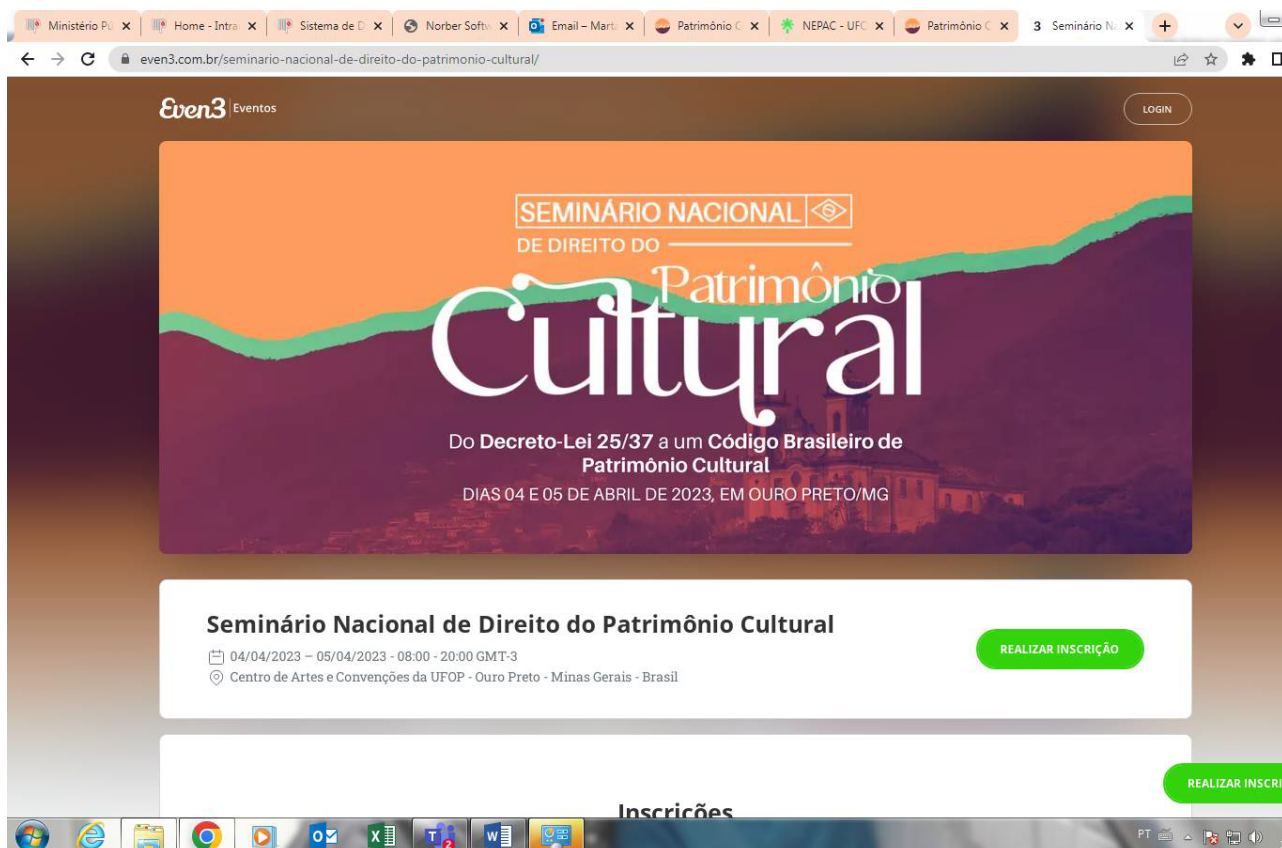 Ministério Pú
Home - Intra
Sistema de D
Norber Softw
Email – Marta
Patrimônio C
NEPAC - UFC
Patrimônio C
3 Seminário Na
even3.com.br/seminario-nacional-de-direito-do-patrimonio-cultural/
Even3 Eventos
LOGIN
SEMINÁRIO NACIONAL
DE DIREITO DO
Patrimônio
Cultural
Do Decreto-Lei 25/37 a um Código Brasileiro de
Patrimônio Cultural
DIAS 04 E 05 DE ABRIL DE 2023, EM OURO PRETO/MG
Seminário Nacional de Direito do Patrimônio Cultural
04/04/2023 – 05/04/2023 - 08:00 - 20:00 GMT-3
Centro de Artes e Convenções da UFOP - Ouro Preto - Minas Gerais - Brasil
REALIZAR INSCRIÇÃO
REALIZAR INSCRI
Inscrições
PT